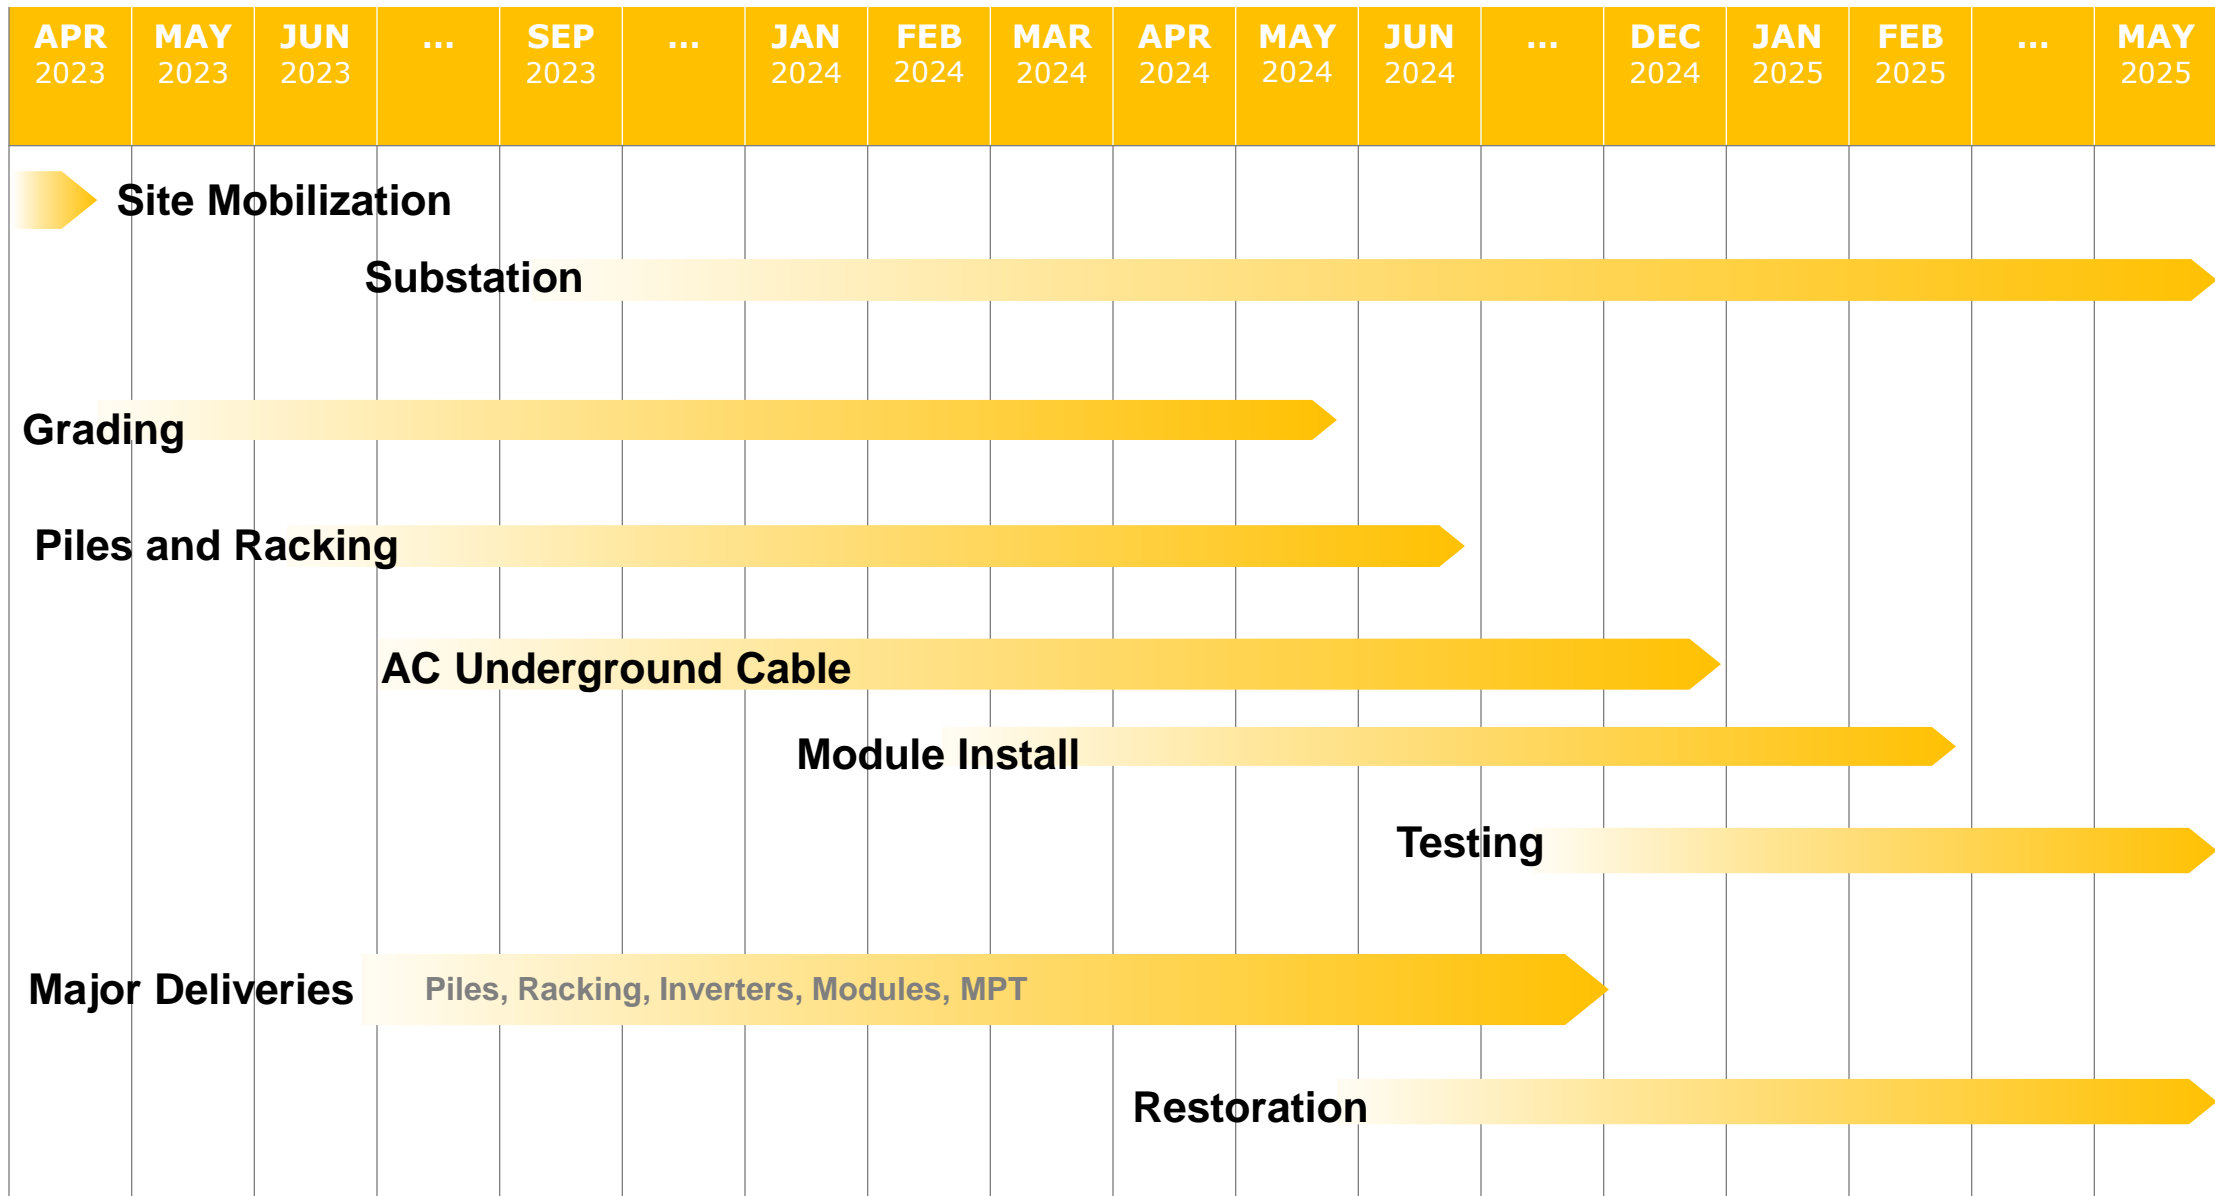 APR MAY JUN ... SEP ... JAN FEB MAR APR MAY JUN ... DEC JAN FEB ... MAY
2023 2023 2023 2023 2024 2024 2024 2024 2024 2024 2024 2025 2025 2025
Site Mobilization
Substation
Grading
Piles and Racking
AC Underground Cable
Module Install
Testing
Major Deliveries Piles, Racking, Inverters, Modules, MPT
Restoration